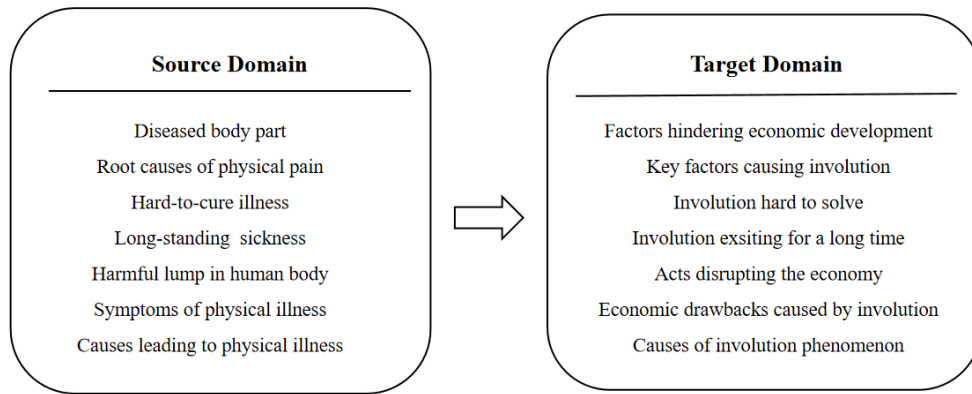 Source Domain
Diseased body part
Root causes of physical pain
Hard-to-cure illness
Long-standing sickness
Harmful lump in human body
Symptoms of physical illness
Causes leading to physical illness
Target Domain
Factors hindering economic development
Key factors causing involution
Involution hard to solve
Involution exsiting for a long time
Acts disrupting the economy
Economic drawbacks caused by involution
Causes of involution phenomenon